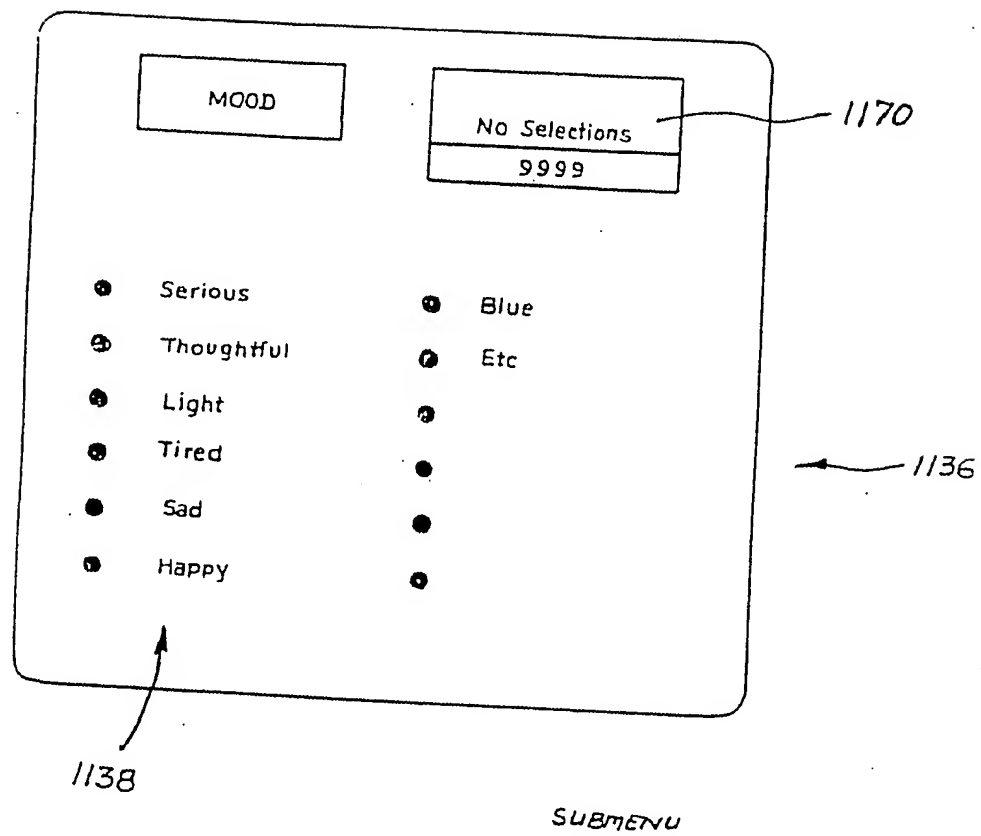 MOOD
No Selections
9999
1170
Serious
Thoughtful
Light
Tired
Sad
Happy
Blue
Etc
1136
1138
SUBMENU